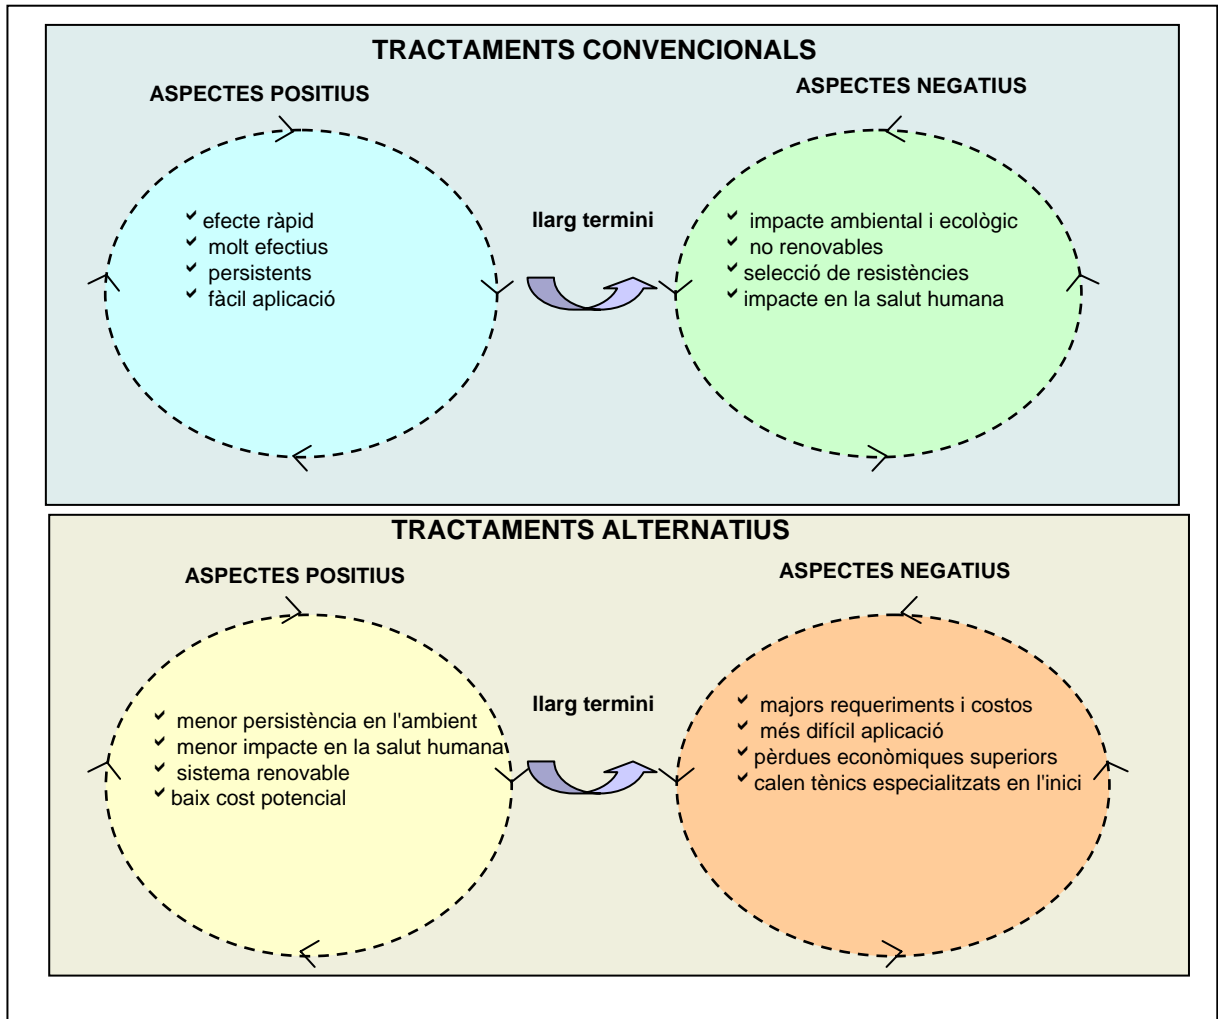 TRACTAMENTS CONVENCIONALS
ASPECTES POSITIUS
efecte ràpid
molt efectius
persistents
fàcil aplicació
llarg termini
ASPECTES NEGATIUS
impacte ambiental i ecològic
no renovables
selecció de resistències
impacte en la salut humana
TRACTAMENTS ALTERNATIUS
ASPECTES POSITIUS
menor persistència en l'ambient
menor impacte en la salut humana
sistema renovable
baix cost potencial
llarg termini
ASPECTES NEGATIUS
majors requeriments i costos
més difícil aplicació
pèrdues econòmiques superiors
calen tènics especialitzats en l'inici